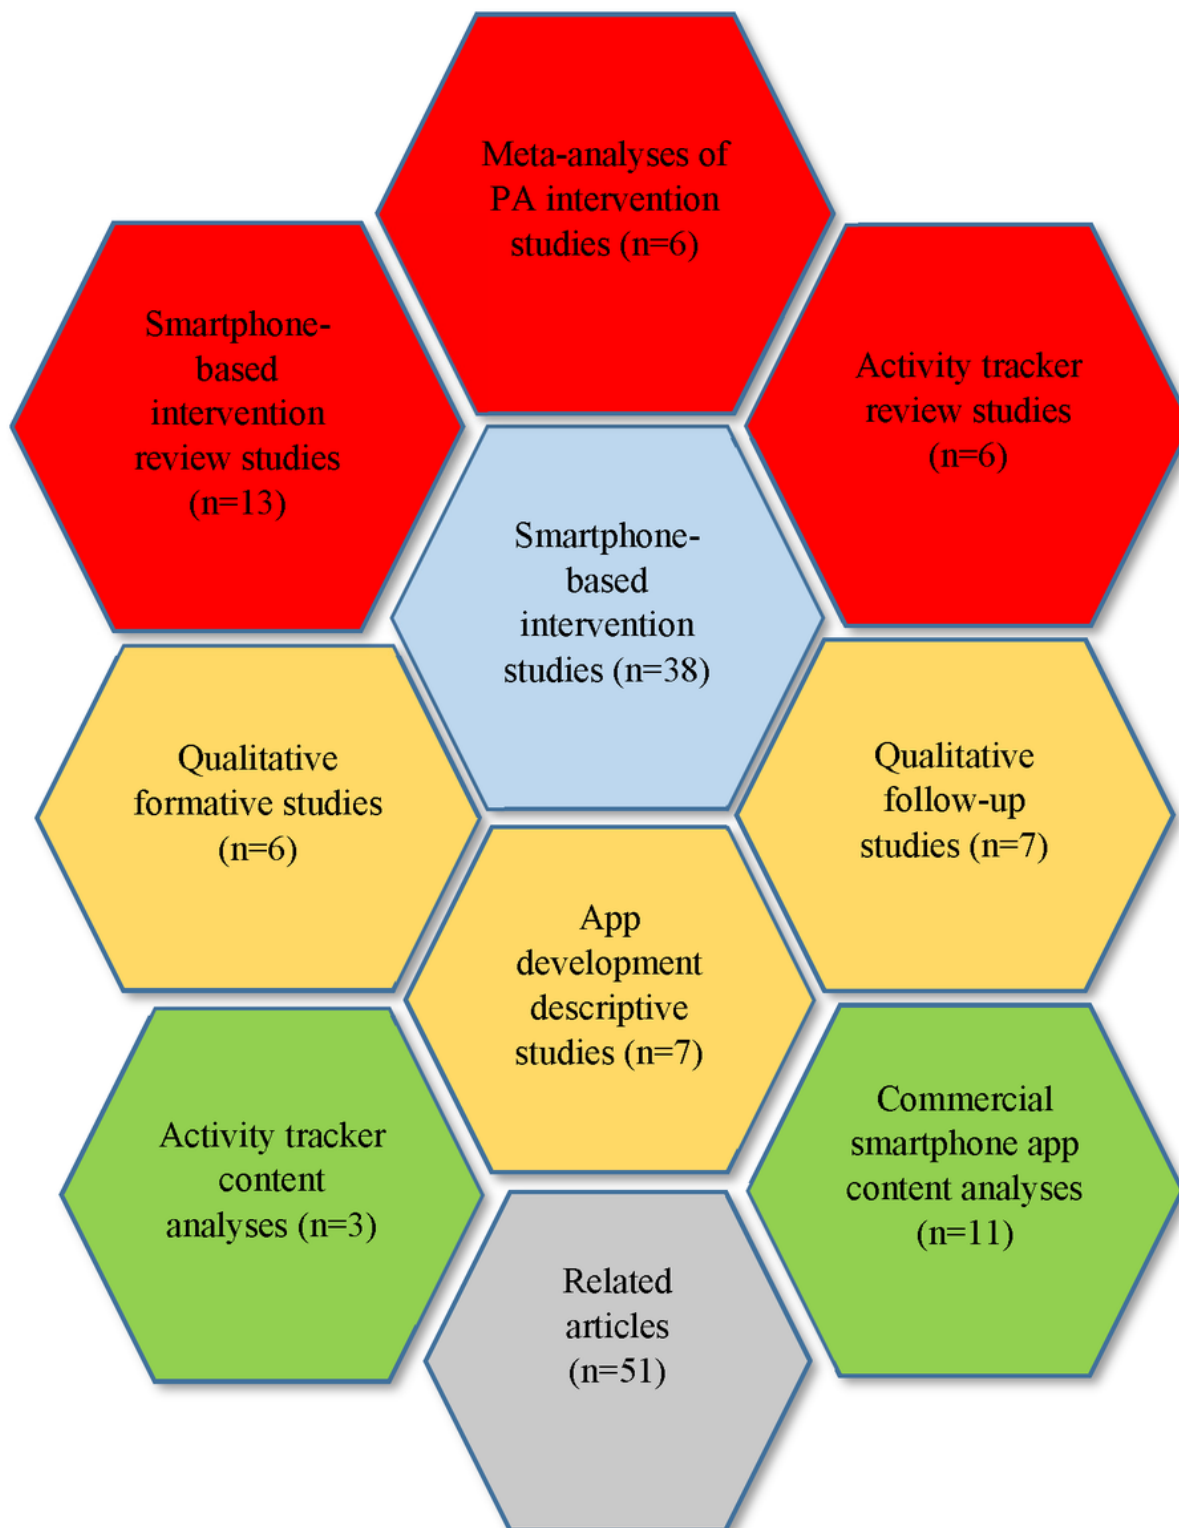 Meta-analyses of
PA intervention
studies (n=6)
Smartphone-
based
intervention
review studies
(n=13)
Activity tracker
review studies
(n=6)
Smartphone-
based
intervention
studies (n=38)
Qualitative
formative studies
(n=6)
Qualitative
follow-up
studies (n=7)
App
development
descriptive
studies (n=7)
Activity tracker
content
analyses (n=3)
Commercial
smartphone app
content analyses
(n=11)
Related
articles
(n=51)